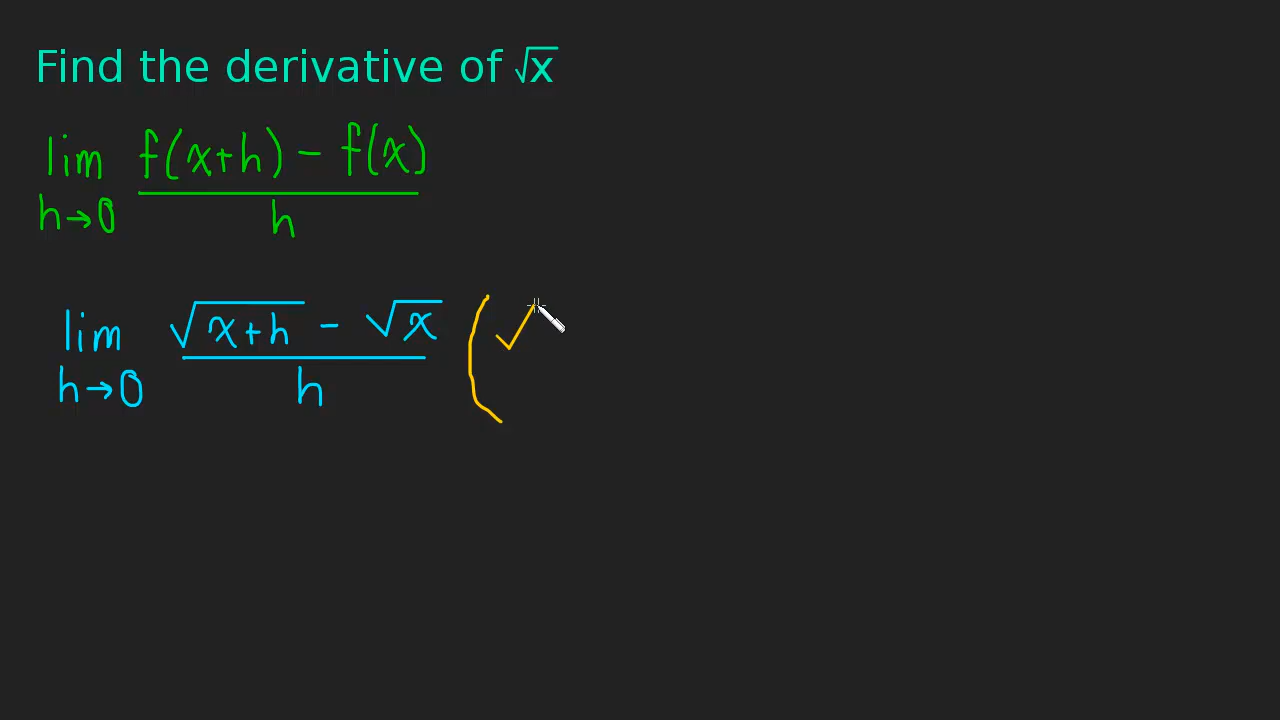 Find the derivative of √x
lim f(x+h) - f(x)
h→0 h
lim √x+h - √x ( √
h→0 h